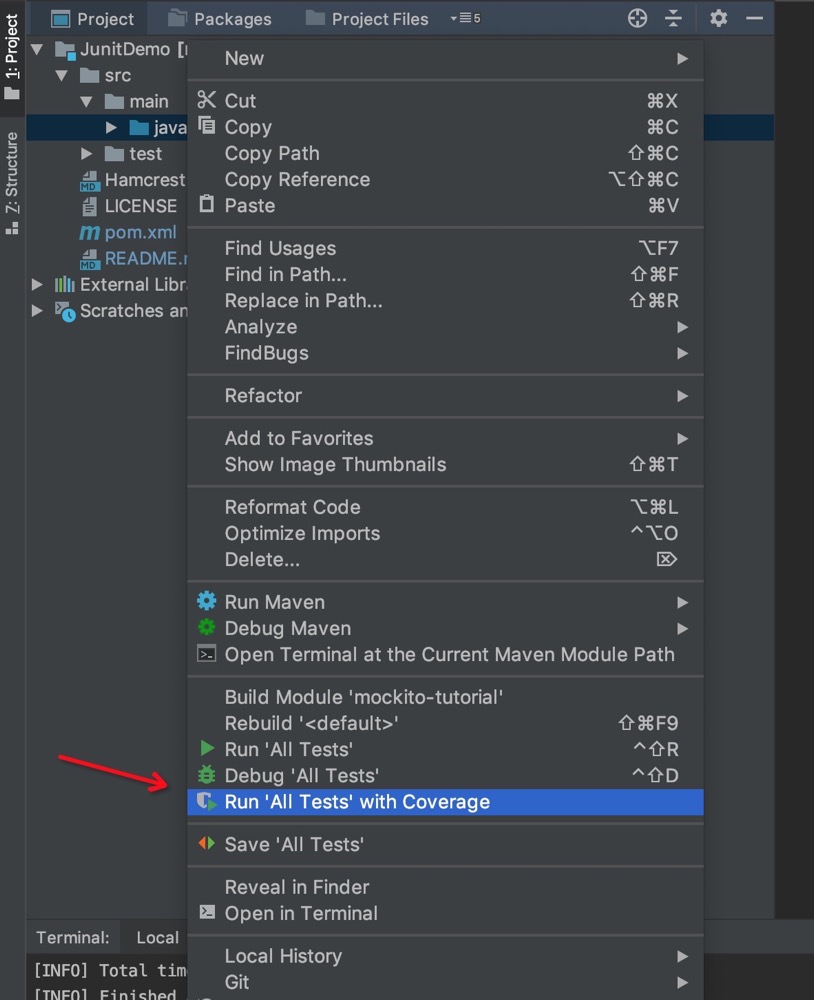 Project
Packages
Project Files
5
1: Project
Z: Structure
JunitDemo [
src
main
java
test
MD Hamcrest
LICENSE
m pom.xml
MD README.
External Libr
Scratches an
New
Cut ⌘X
Copy ⌘C
Copy Path ⇧⌘C
Copy Reference ⌥⇧⌘C
Paste ⌘V
Find Usages ⌥F7
Find in Path... ⇧⌘F
Replace in Path... ⇧⌘R
Analyze
FindBugs
Refactor
Add to Favorites
Show Image Thumbnails ⇧⌘T
Reformat Code ⌥⌘L
Optimize Imports ^⌥O
Delete... ⌦
Run Maven
Debug Maven
Open Terminal at the Current Maven Module Path
Build Module 'mockito-tutorial'
Rebuild '<default>' ⇧⌘F9
Run 'All Tests' ^⇧R
Debug 'All Tests' ^⇧D
Run 'All Tests' with Coverage
Save 'All Tests'
Reveal in Finder
Open in Terminal
Local History
Git
Terminal: Local
[INFO] Total tim
[INFO] Finished